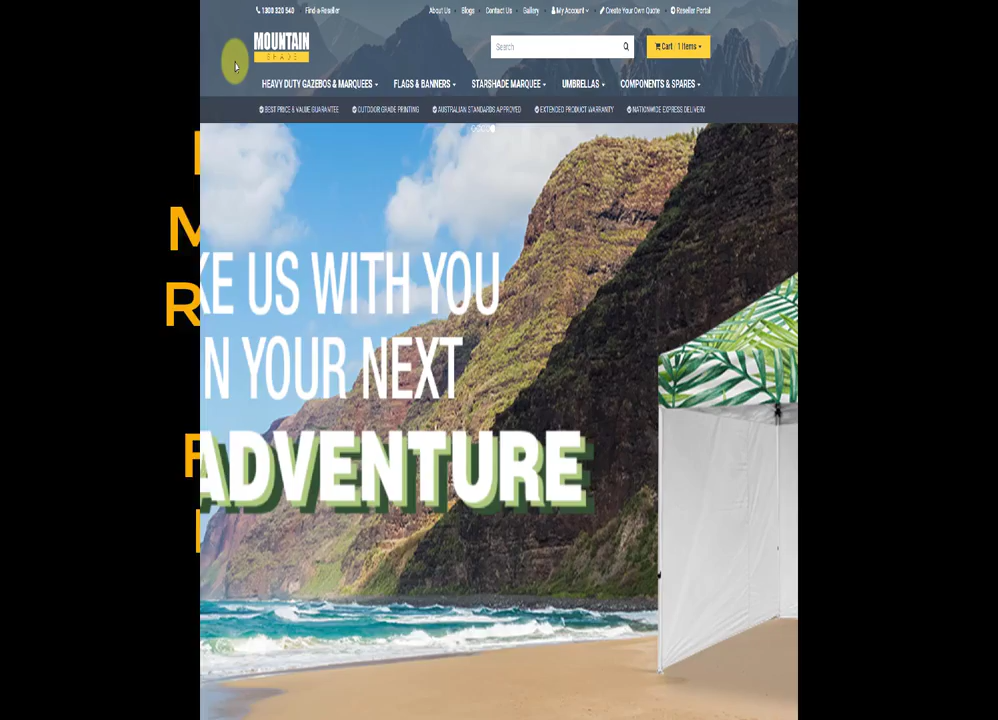 1300 320 540 Find-a-Reseller About Us Blogs Contact Us Gallery My Account Create Your Own Quote Reseller Portal
MOUNTAIN
SHADE
Search
Cart / 1 Items
HEAVY DUTY GAZEBOS & MARQUEES FLAGS & BANNERS STARSHADE MARQUEE UMBRELLAS COMPONENTS & SPARES
BEST PRICE & VALUE GUARANTEE OUTDOOR GRADE PRINTING AUSTRALIAN STANDARDS APPROVED EXTENDED PRODUCT WARRANTY NATIONWIDE EXPRESS DELIVERY
KE US WITH YOU
N YOUR NEXT
ADVENTURE
M
R